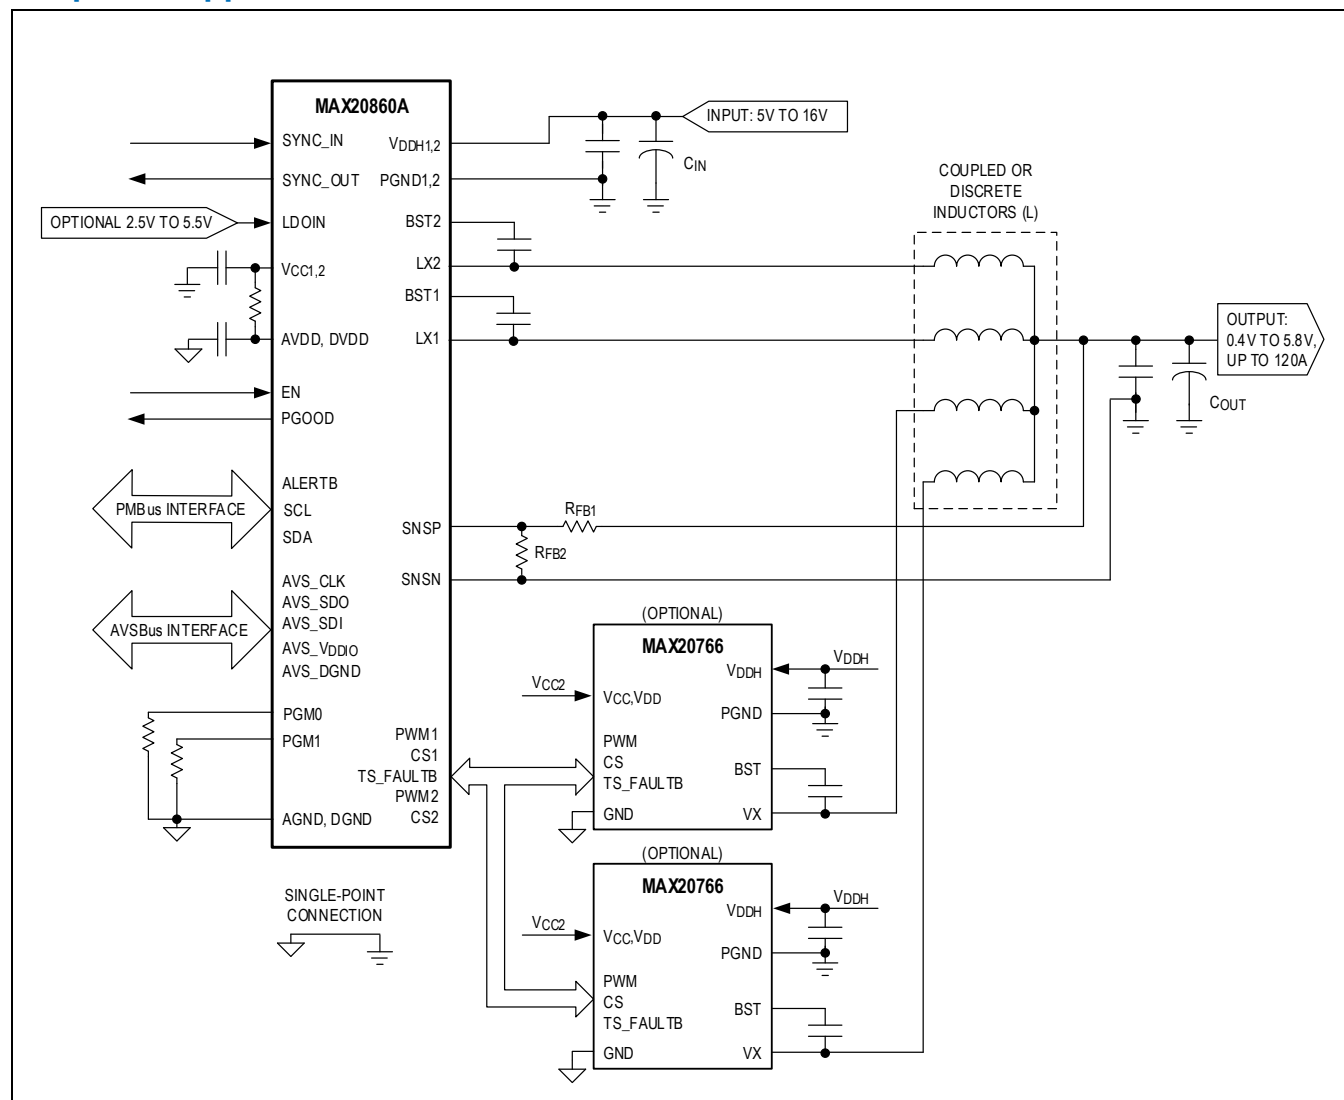 MAX20860A
SYNC_IN
SYNC_OUT
OPTIONAL 2.5V TO 5.5V
LDOIN
VCC1,2
AVDD, DVDD
EN
PGOOD
ALERTB
PMBus INTERFACE
SCL
SDA
AVS_CLK
AVS_SDO
AVSBus INTERFACE
AVS_SDI
AVS_VDDIO
AVS_DGND
PGM0
PGM1
AGND, DGND
VDDH1,2
PGND1,2
BST2
LX2
BST1
LX1
SNSP
SNSN
PWM1
CS1
TS_FAULTB
PWM2
CS2
INPUT: 5V TO 16V
CIN
COUPLED OR
DISCRETE
INDUCTORS (L)
OUTPUT:
0.4V TO 5.8V,
UP TO 120A
COUT
RFB1
RFB2
(OPTIONAL)
MAX20766
VCC2
VCC,VDD
PWM
CS
TS_FAULTB
GND
VDDH
VDDH
PGND
BST
VX
(OPTIONAL)
MAX20766
VCC2
VCC,VDD
PWM
CS
TS_FAULTB
GND
VDDH
VDDH
PGND
BST
VX
SINGLE-POINT
CONNECTION